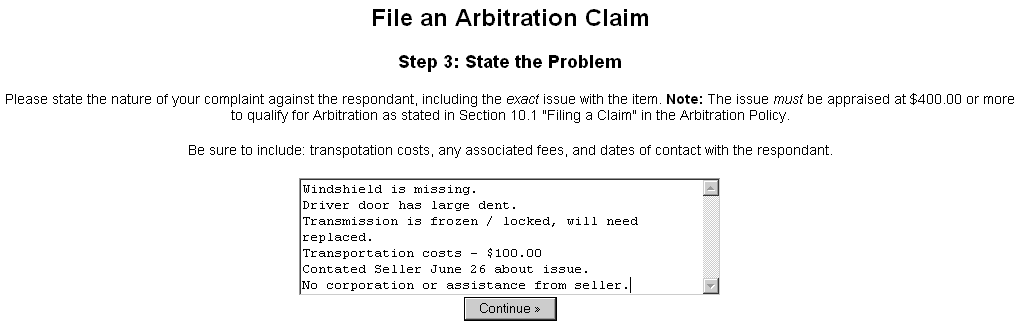 File an Arbitration Claim
Step 3: State the Problem
Please state the nature of your complaint against the respondant, including the exact issue with the item. Note: The issue must be appraised at $400.00 or more
to qualify for Arbitration as stated in Section 10.1 "Filing a Claim" in the Arbitration Policy.
Be sure to include: transpotation costs, any associated fees, and dates of contact with the respondant.
Windshield is missing.
Driver door has large dent.
Transmission is frozen / locked, will need
replaced.
Transportation costs - $100.00
Contated Seller June 26 about issue.
No corporation or assistance from seller.
Continue »